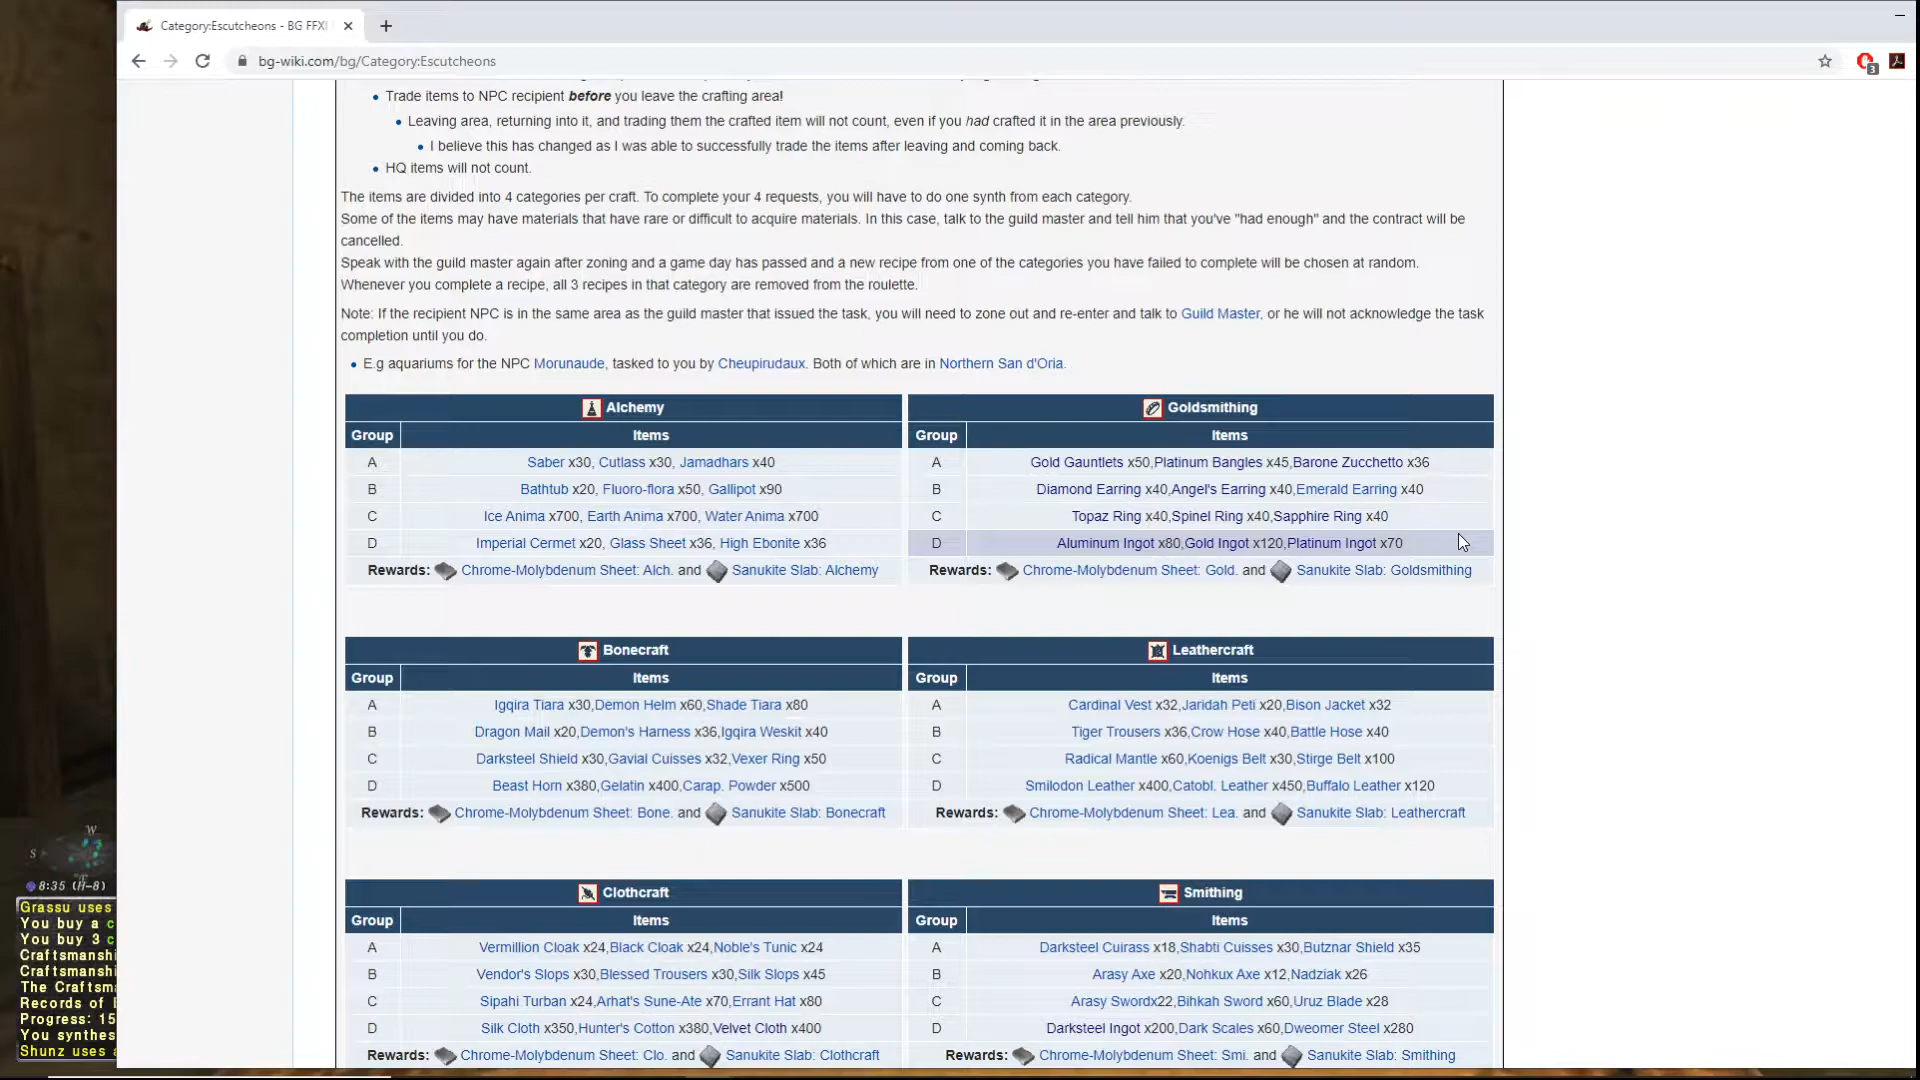 Category:Escutcheons - BG FFXI
bg-wiki.com/bg/Category:Escutcheons
3
Trade items to NPC recipient before you leave the crafting area!
Leaving area, returning into it, and trading them the crafted item will not count, even if you had crafted it in the area previously.
I believe this has changed as I was able to successfully trade the items after leaving and coming back.
HQ items will not count.
The items are divided into 4 categories per craft. To complete your 4 requests, you will have to do one synth from each category.
Some of the items may have materials that have rare or difficult to acquire materials. In this case, talk to the guild master and tell him that you've "had enough" and the contract will be
cancelled.
Speak with the guild master again after zoning and a game day has passed and a new recipe from one of the categories you have failed to complete will be chosen at random.
Whenever you complete a recipe, all 3 recipes in that category are removed from the roulette.
Note: If the recipient NPC is in the same area as the guild master that issued the task, you will need to zone out and re-enter and talk to Guild Master, or he will not acknowledge the task
completion until you do.
E.g aquariums for the NPC Morunaude, tasked to you by Cheupirudaux. Both of which are in Northern San d'Oria.
Alchemy
Group Items
A Saber x30, Cutlass x30, Jamadhars x40
B Bathtub x20, Fluoro-flora x50, Gallipot x90
C Ice Anima x700, Earth Anima x700, Water Anima x700
D Imperial Cermet x20, Glass Sheet x36, High Ebonite x36
Rewards: Chrome-Molybdenum Sheet: Alch. and Sanukite Slab: Alchemy
Goldsmithing
Group Items
A Gold Gauntlets x50,Platinum Bangles x45,Barone Zucchetto x36
B Diamond Earring x40,Angel's Earring x40,Emerald Earring x40
C Topaz Ring x40,Spinel Ring x40,Sapphire Ring x40
D Aluminum Ingot x80,Gold Ingot x120,Platinum Ingot x70
Rewards: Chrome-Molybdenum Sheet: Gold. and Sanukite Slab: Goldsmithing
Bonecraft
Group Items
A Igqira Tiara x30,Demon Helm x60,Shade Tiara x80
B Dragon Mail x20,Demon's Harness x36,Igqira Weskit x40
C Darksteel Shield x30,Gavial Cuisses x32,Vexer Ring x50
D Beast Horn x380,Gelatin x400,Carap. Powder x500
Rewards: Chrome-Molybdenum Sheet: Bone. and Sanukite Slab: Bonecraft
Leathercraft
Group Items
A Cardinal Vest x32,Jaridah Peti x20,Bison Jacket x32
B Tiger Trousers x36,Crow Hose x40,Battle Hose x40
C Radical Mantle x60,Koenigs Belt x30,Stirge Belt x100
D Smilodon Leather x400,Catobl. Leather x450,Buffalo Leather x120
Rewards: Chrome-Molybdenum Sheet: Lea. and Sanukite Slab: Leathercraft
Clothcraft
Group Items
A Vermillion Cloak x24,Black Cloak x24,Noble's Tunic x24
B Vendor's Slops x30,Blessed Trousers x30,Silk Slops x45
C Sipahi Turban x24,Arhat's Sune-Ate x70,Errant Hat x80
D Silk Cloth x350,Hunter's Cotton x380,Velvet Cloth x400
Rewards: Chrome-Molybdenum Sheet: Clo. and Sanukite Slab: Clothcraft
Smithing
Group Items
A Darksteel Cuirass x18,Shabti Cuisses x30,Butznar Shield x35
B Arasy Axe x20,Nohkux Axe x12,Nadziak x26
C Arasy Swordx22,Bihkah Sword x60,Uruz Blade x28
D Darksteel Ingot x200,Dark Scales x60,Dweomer Steel x280
Rewards: Chrome-Molybdenum Sheet: Smi. and Sanukite Slab: Smithing
W
S
8:35 (H-8)
Grassu uses
You buy a c
You buy 3 c
Craftsmanshi
Craftsmanshi
The Craftsma
Records of
Progress: 15
You synthes
Shunz uses